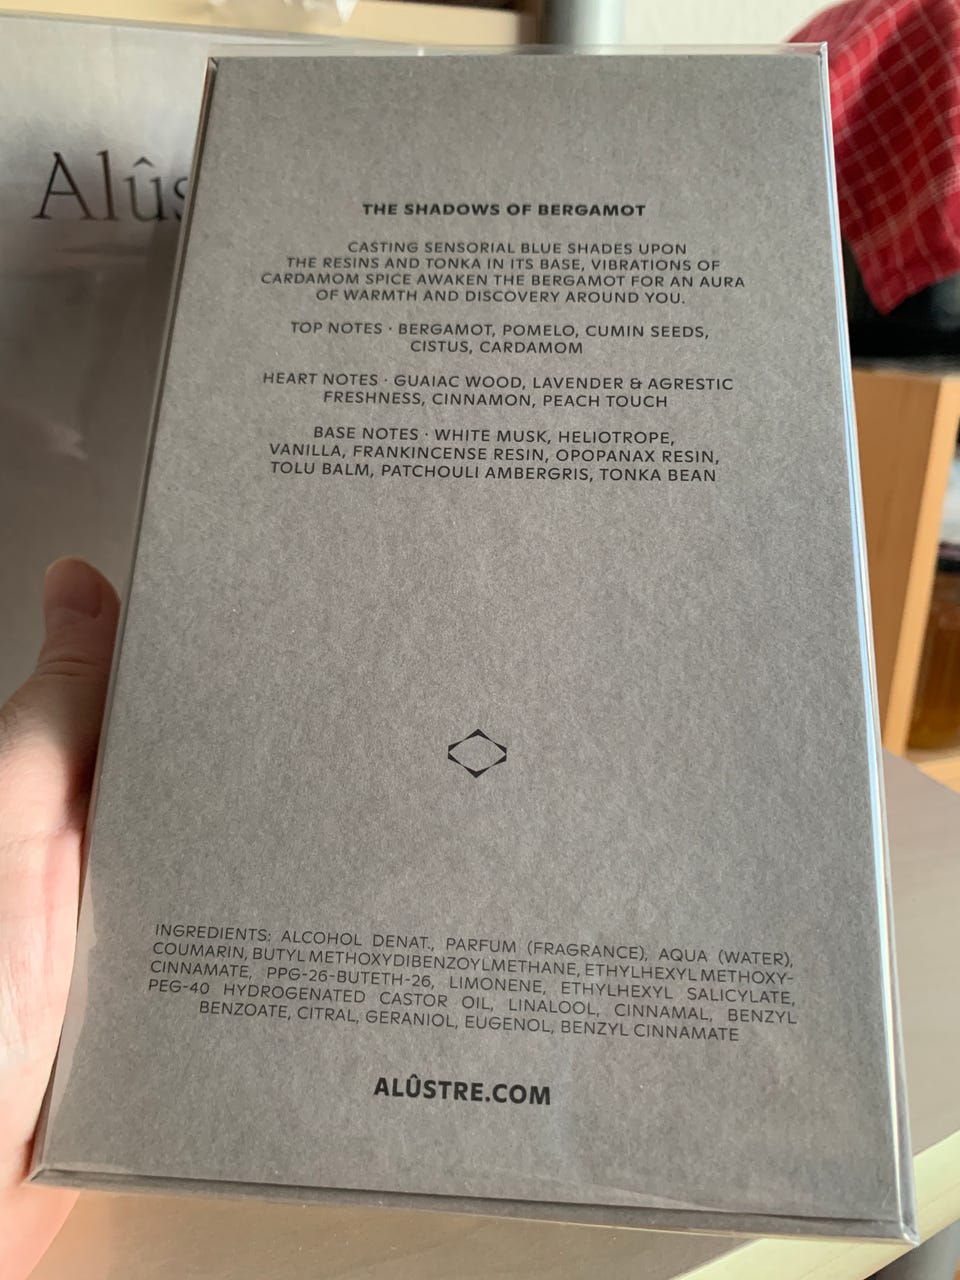 Alûs
THE SHADOWS OF BERGAMOT
CASTING SENSORIAL BLUE SHADES UPON
THE RESINS AND TONKA IN ITS BASE, VIBRATIONS OF
CARDAMOM SPICE AWAKEN THE BERGAMOT FOR AN AURA
OF WARMTH AND DISCOVERY AROUND YOU.
TOP NOTES · BERGAMOT, POMELO, CUMIN SEEDS,
CISTUS, CARDAMOM
HEART NOTES · GUAIAC WOOD, LAVENDER & AGRESTIC
FRESHNESS, CINNAMON, PEACH TOUCH
BASE NOTES · WHITE MUSK, HELIOTROPE,
VANILLA, FRANKINCENSE RESIN, OPOPANAX RESIN,
TOLU BALM, PATCHOULI AMBERGRIS, TONKA BEAN
INGREDIENTS: ALCOHOL DENAT., PARFUM (FRAGRANCE), AQUA (WATER),
COUMARIN, BUTYL METHOXYDIBENZOYLMETHANE, ETHYLHEXYL METHOXY-
CINNAMATE, PPG-26-BUTETH-26, LIMONENE, ETHYLHEXYL SALICYLATE,
PEG-40 HYDROGENATED CASTOR OIL, LINALOOL, CINNAMAL, BENZYL
BENZOATE, CITRAL, GERANIOL, EUGENOL, BENZYL CINNAMATE
ALÛSTRE.COM